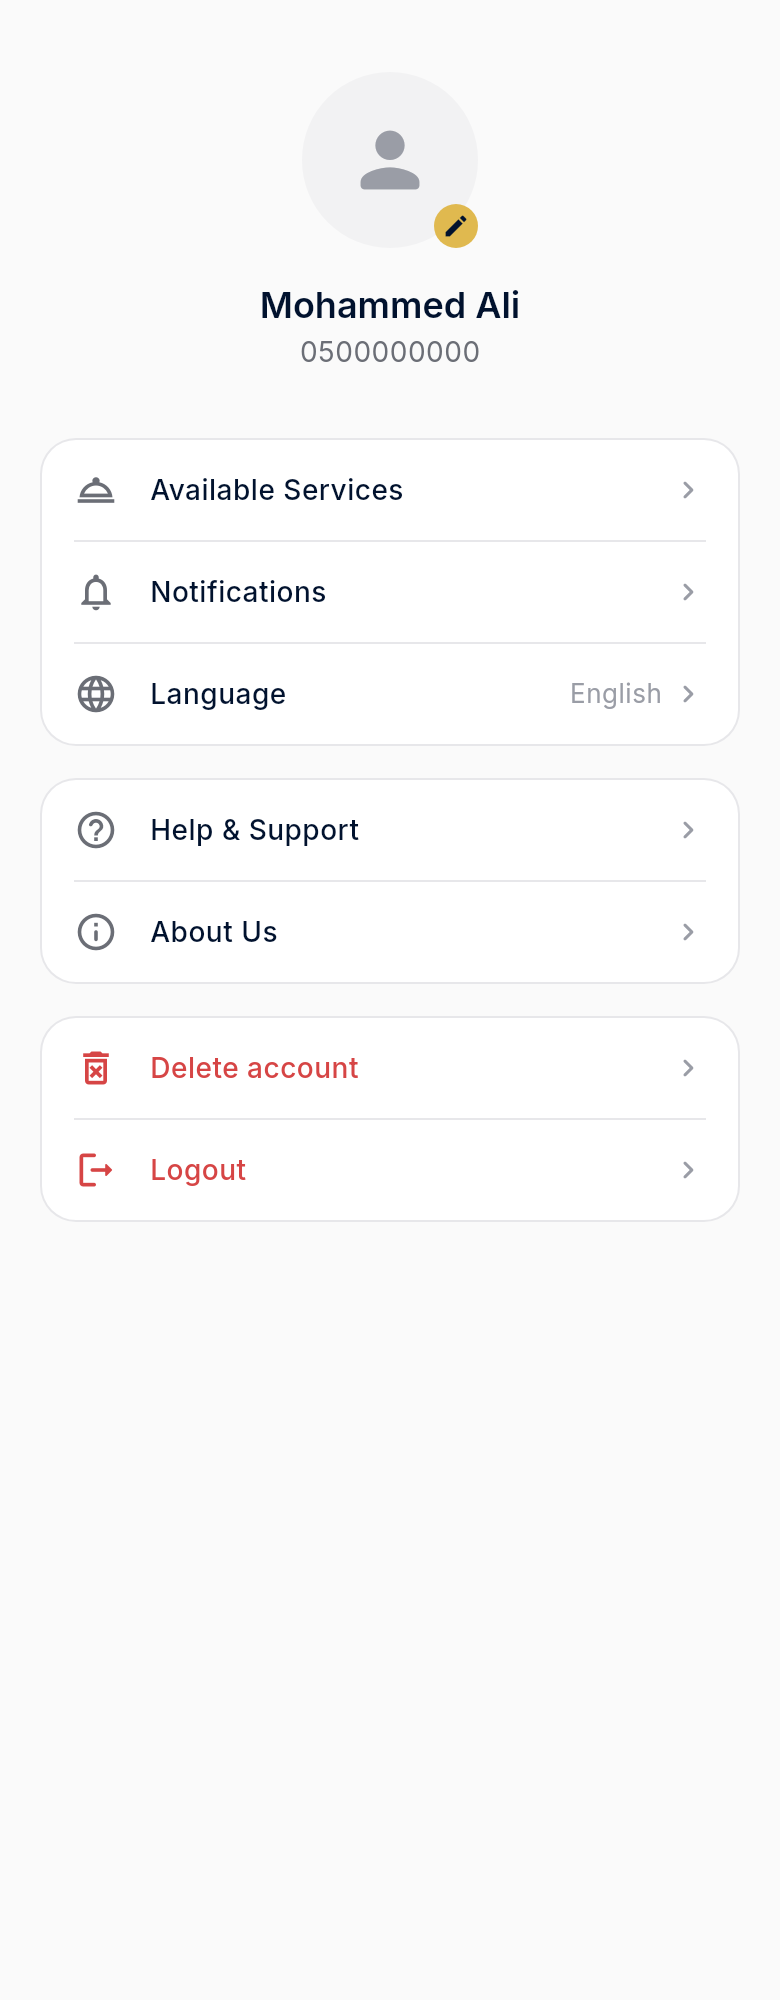 Mohammed Ali
0500000000
Available Services
Notifications
Language English
Help & Support
About Us
Delete account
Logout